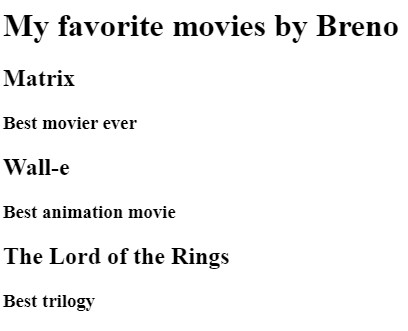 My favorite movies by Breno
Matrix
Best movier ever
Wall-e
Best animation movie
The Lord of the Rings
Best trilogy